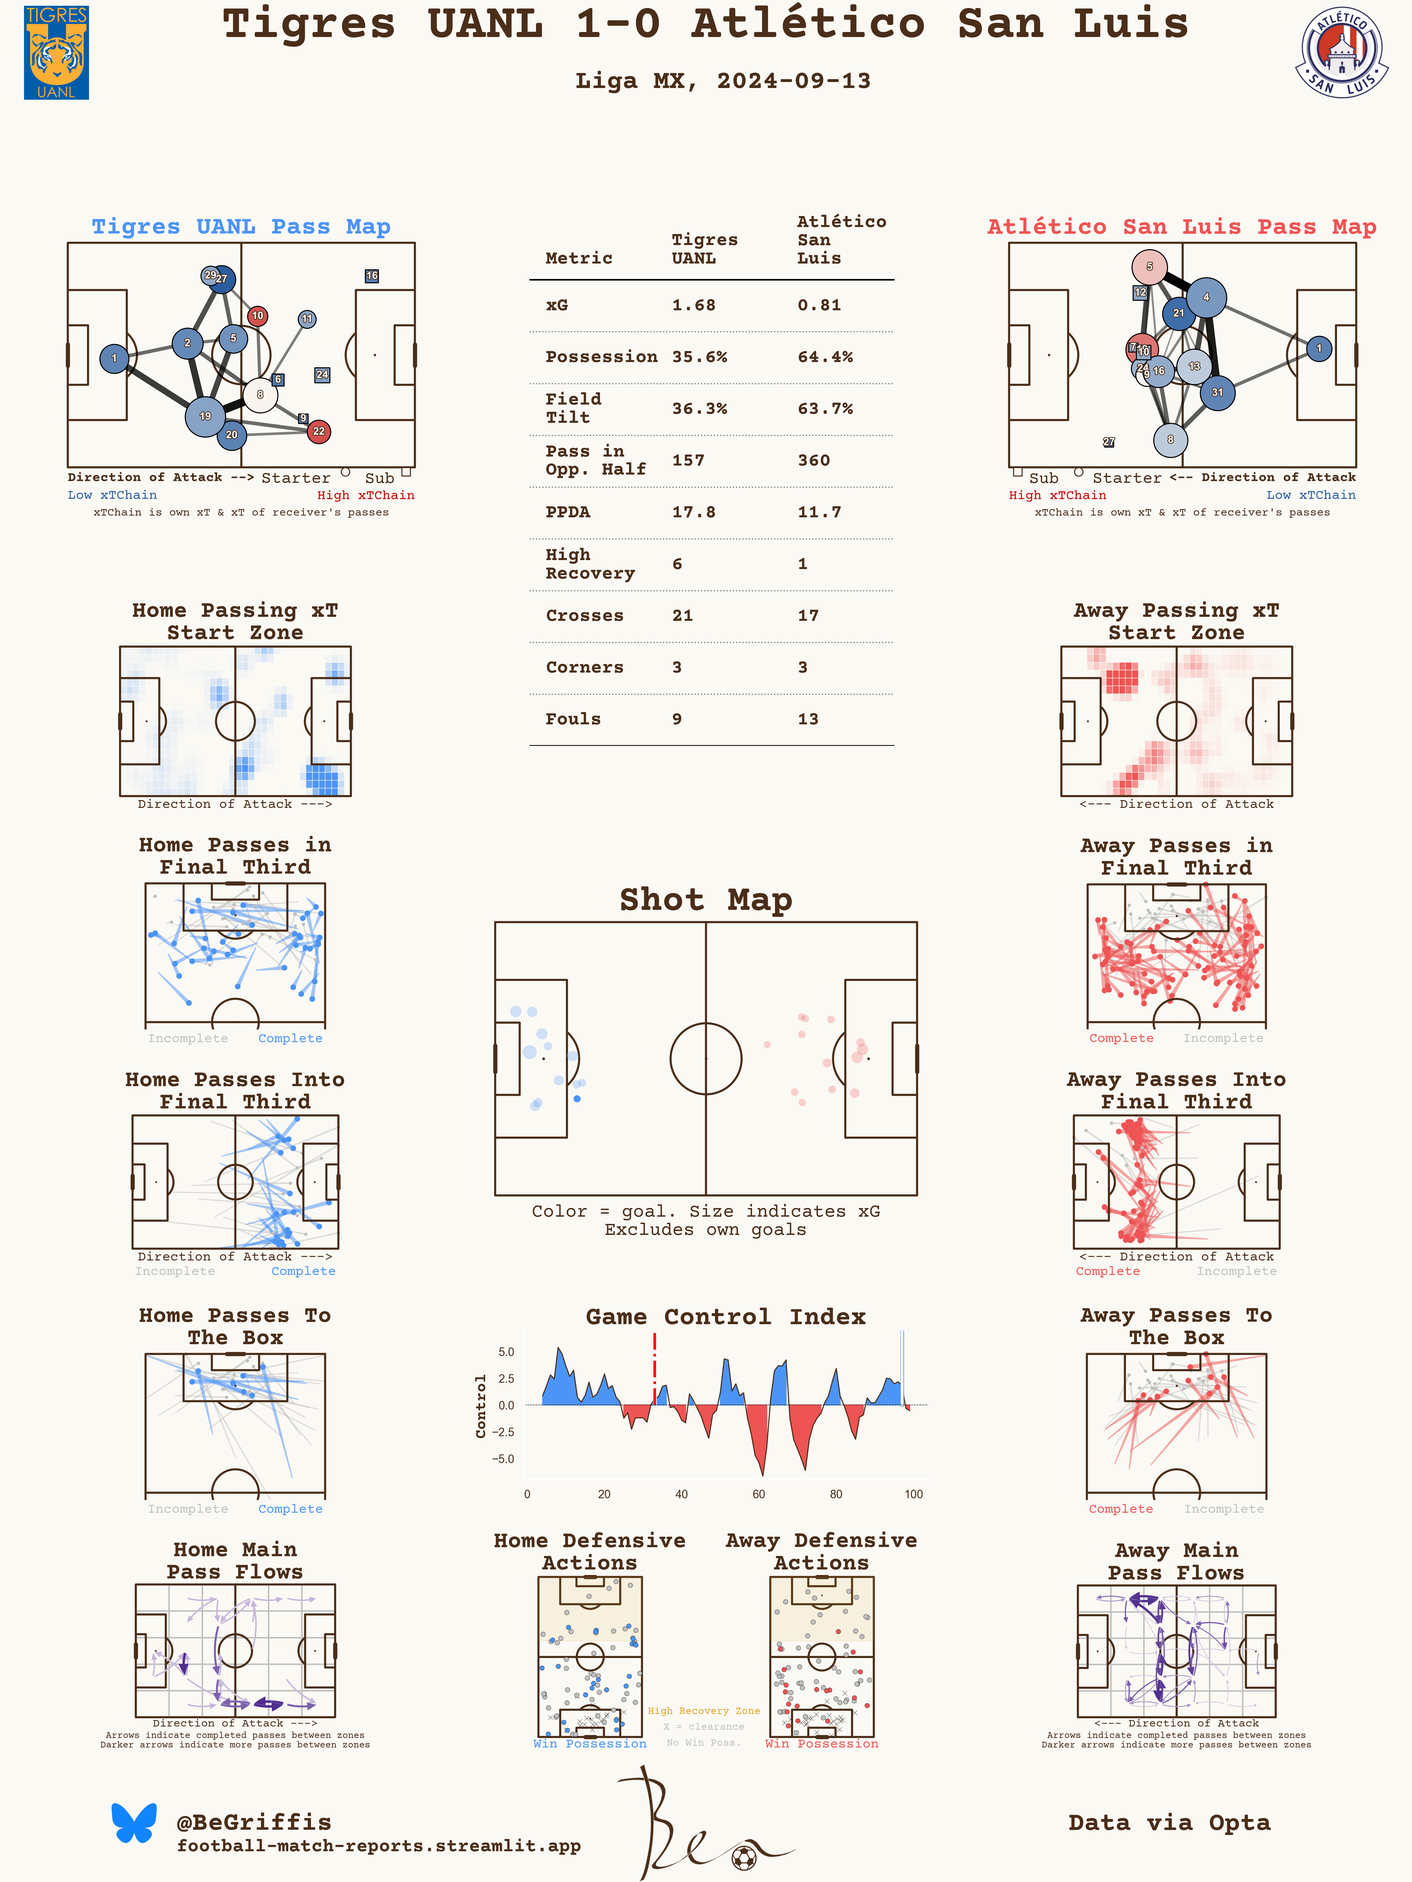 TIGRES
UANL
Tigres UANL 1-0 Atlético San Luis
Liga MX, 2024-09-13
ATLÉTICO
SAN LUIS
Tigres UANL Pass Map
29
27
16
10
11
2
5
1
6
24
8
19
9
20
22
Direction of Attack --> Starter Sub
Low xTChain High xTChain
xTChain is own xT & xT of receiver's passes
Metric Tigres UANL Atlético San Luis
xG 1.68 0.81
Possession 35.6% 64.4%
Field Tilt 36.3% 63.7%
Pass in Opp. Half 157 360
PPDA 17.8 11.7
High Recovery 6 1
Crosses 21 17
Corners 3 3
Fouls 9 13
Atlético San Luis Pass Map
5
12
4
21
7
10
1
24
9
16
13
31
27
8
Sub Starter <-- Direction of Attack
High xTChain Low xTChain
xTChain is own xT & xT of receiver's passes
Home Passing xT
Start Zone
Direction of Attack --->
Away Passing xT
Start Zone
<--- Direction of Attack
Home Passes in
Final Third
Incomplete Complete
Away Passes in
Final Third
Complete Incomplete
Shot Map
Color = goal. Size indicates xG
Excludes own goals
Home Passes Into
Final Third
Direction of Attack --->
Incomplete Complete
Away Passes Into
Final Third
<--- Direction of Attack
Complete Incomplete
Home Passes To
The Box
Incomplete Complete
Game Control Index
Control
5.0
2.5
0.0
−2.5
−5.0
0 20 40 60 80 100
Away Passes To
The Box
Complete Incomplete
Home Main
Pass Flows
Direction of Attack --->
Arrows indicate completed passes between zones
Darker arrows indicate more passes between zones
Home Defensive
Actions
Win Possession
High Recovery Zone
X = clearance
No Win Poss.
Away Defensive
Actions
Win Possession
Away Main
Pass Flows
<--- Direction of Attack
Arrows indicate completed passes between zones
Darker arrows indicate more passes between zones
@BeGriffis
football-match-reports.streamlit.app
Ben
Data via Opta